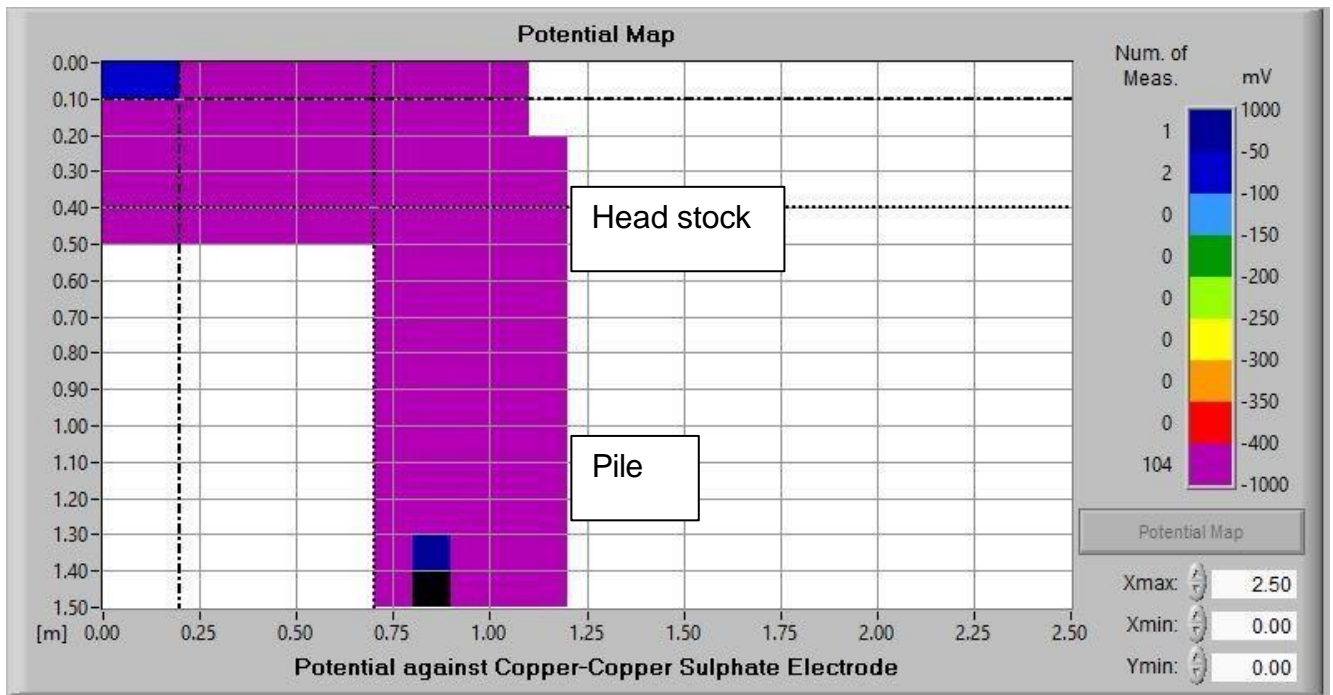 Potential Map
Num. of
Meas.
mV
0.00
0.10
0.20
0.30
0.40
0.50
0.60
0.70
0.80
0.90
1.00
1.10
1.20
1.30
1.40
1.50
Head stock
Pile
[m] 0.00 0.25 0.50 0.75 1.00 1.25 1.50 1.75 2.00 2.25 2.50
Potential against Copper-Copper Sulphate Electrode
1
2
0
0
0
0
0
0
104
1000
-50
-100
-150
-200
-250
-300
-350
-400
-1000
Potential Map
Xmax: 2.50
Xmin: 0.00
Ymin: 0.00